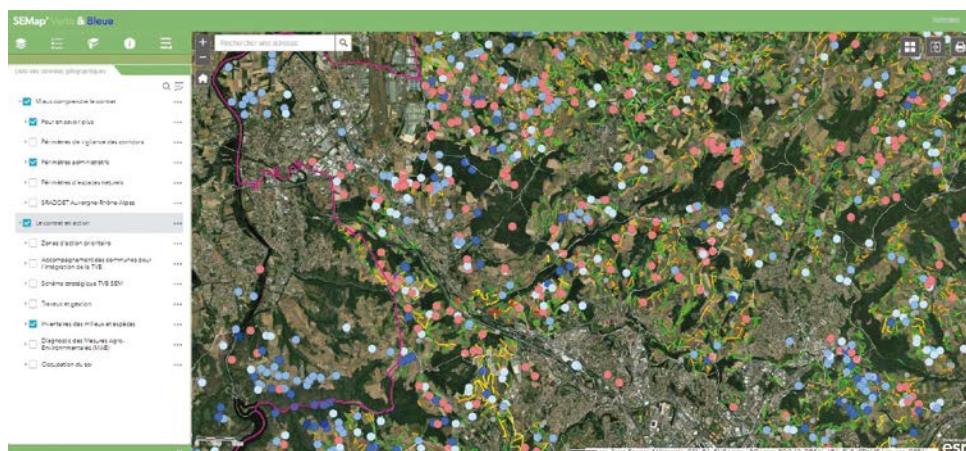 SEMap' Verte & Bleue
Rechercher une adresse
Liste des données géographiques
Mieux comprendre le contrat
Pour en savoir plus
Périmètres de vigilance des corridors
Périmètres administratifs
Périmètres d'espaces naturels
SRADDET Auvergne-Rhône-Alpes
Le contrat en action
Zones d'action prioritaire
Accompagnement des communes pour
l'intégration de la TVB
Schéma stratégique TVB SEM
Travaux et gestion
Inventaires des milieux et espèces
Diagnostic des Mesures Agro-
Environnementales (MAE)
Occupation du sol
esri